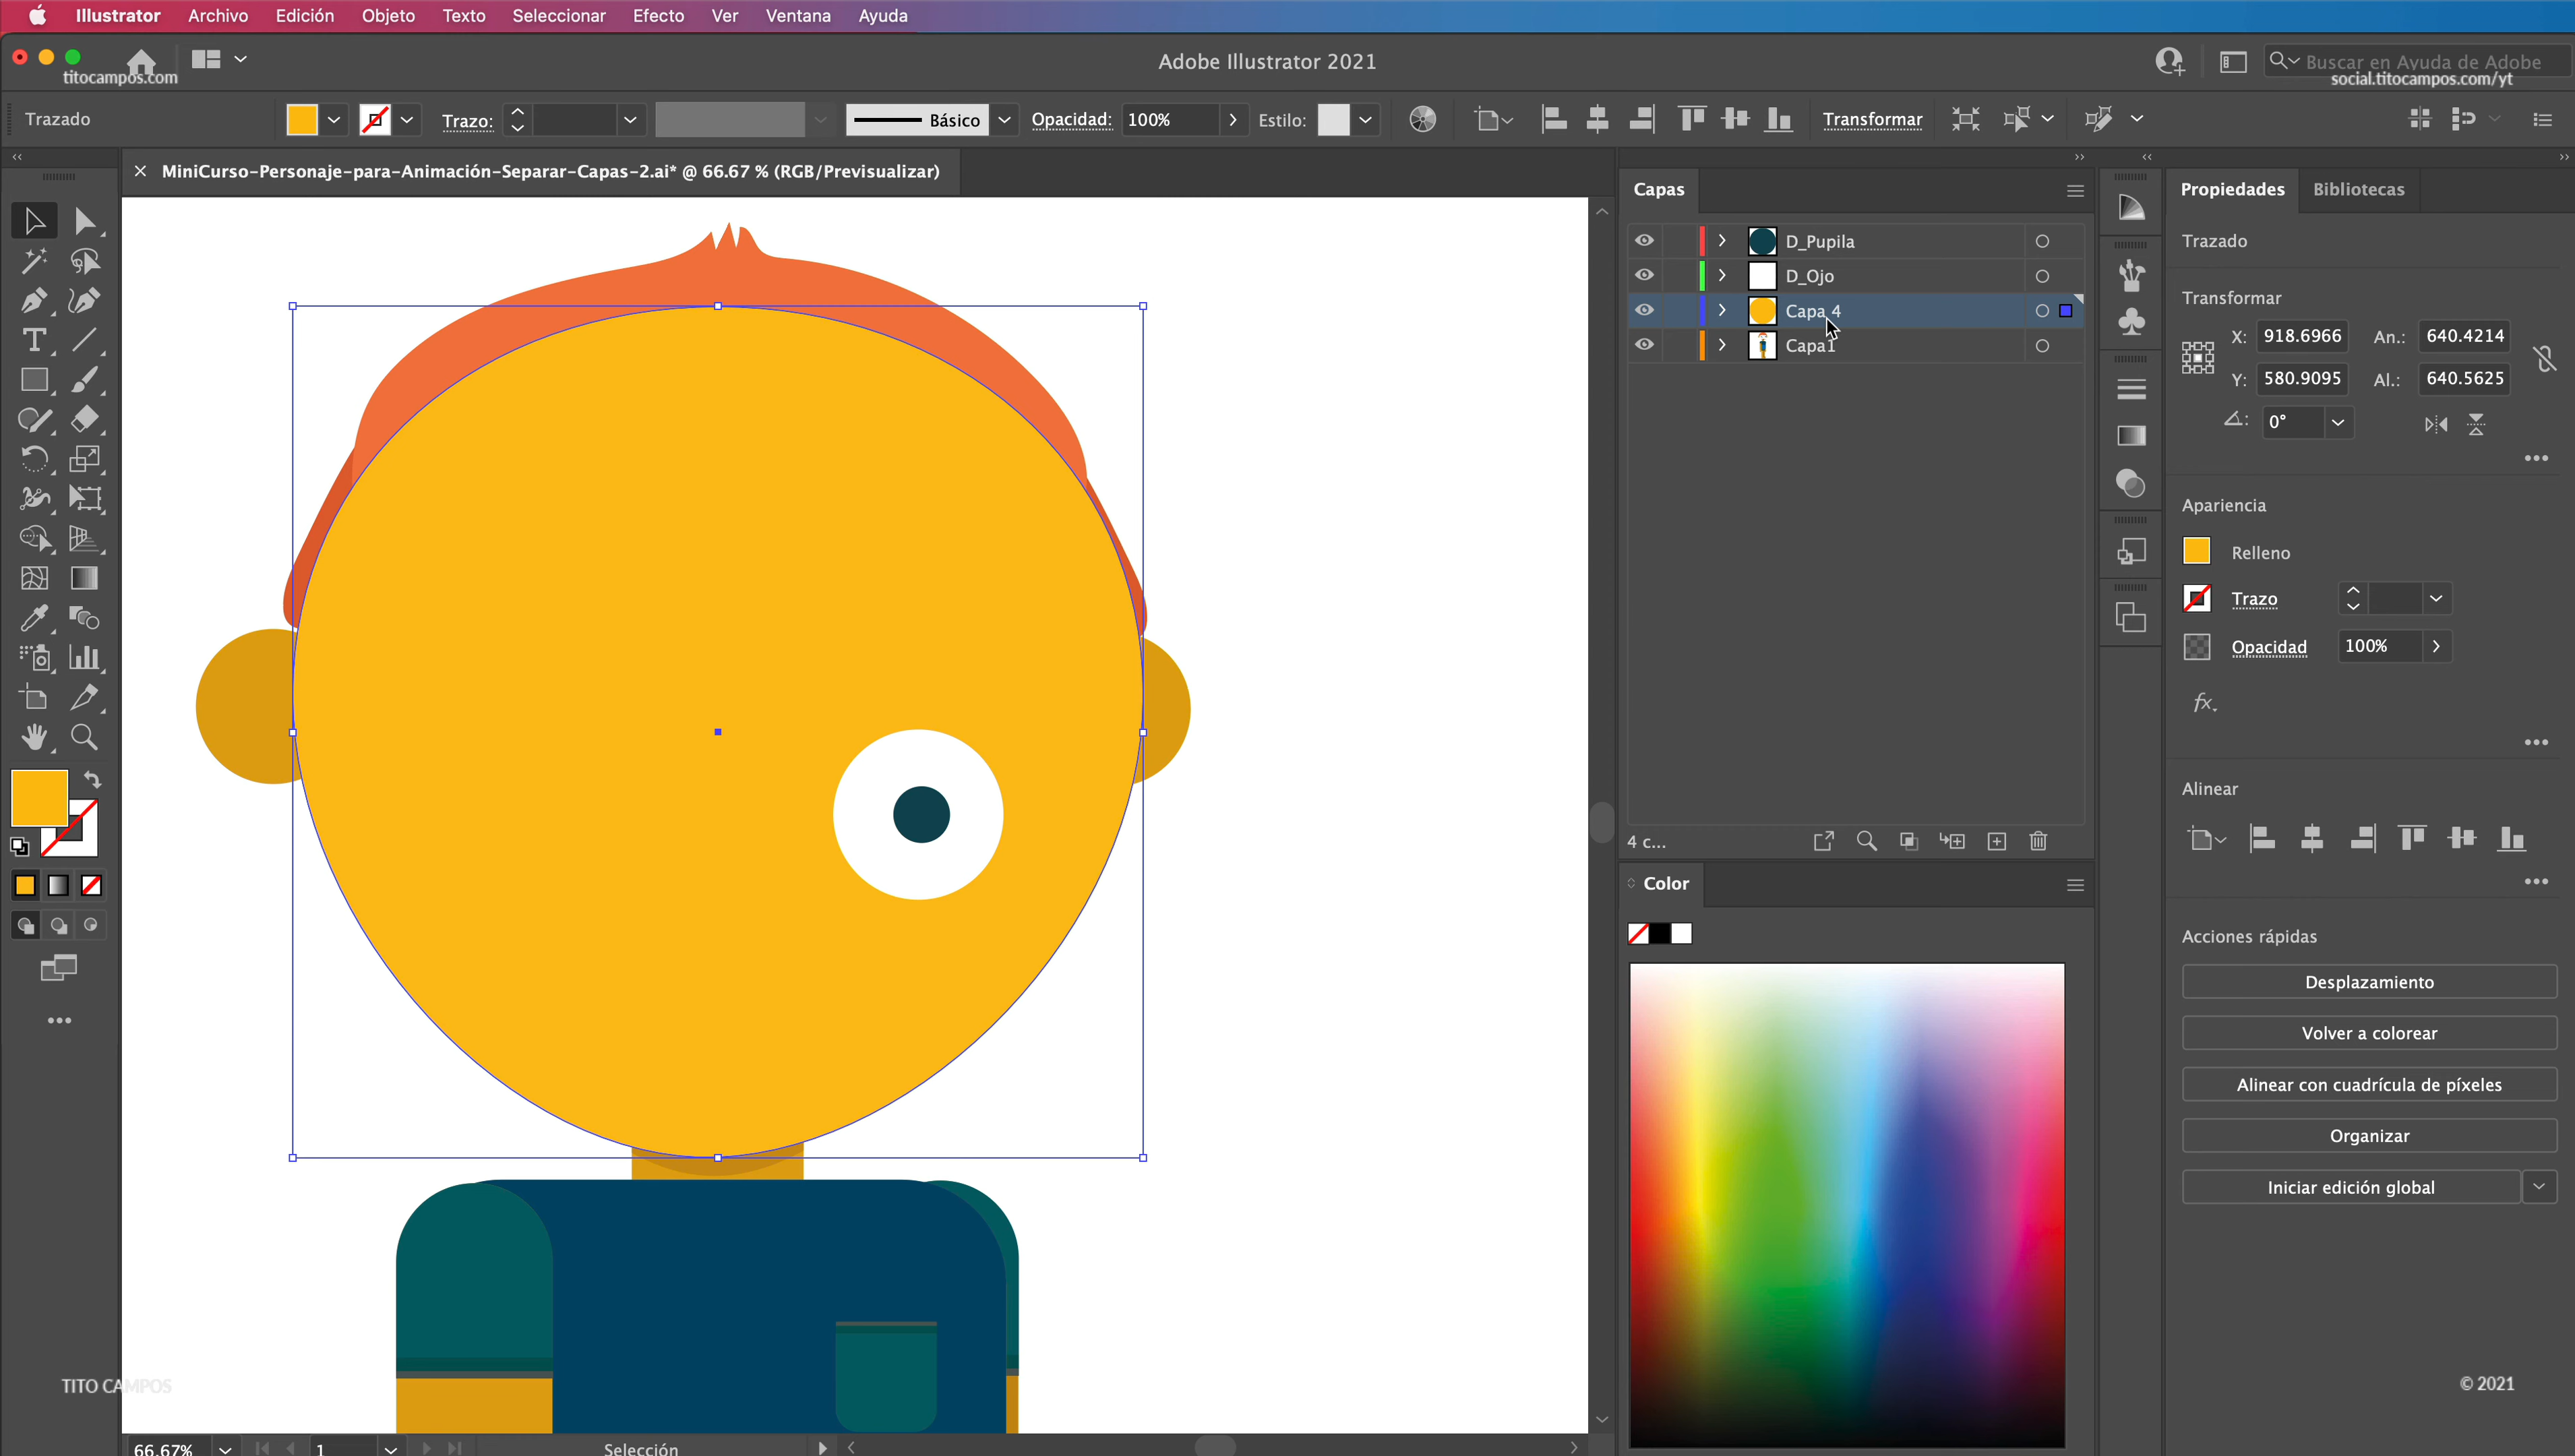 Illustrator Archivo Edición Objeto Texto Seleccionar Efecto Ver Ventana Ayuda
Adobe Illustrator 2021
Buscar en Ayuda de Adobe
titocampos.com
social.titocampos.com/yt
Trazado
Trazo:
Básico
Opacidad: 100%
Estilo:
Transformar
MiniCurso-Personaje-para-Animación-Separar-Capas-2.ai* @ 66.67 % (RGB/Previsualizar)
Capas
D_Pupila
D_Ojo
Capa 4
Capa1
4 c...
Color
Propiedades Bibliotecas
Trazado
Transformar
X: 918.6966 An.: 640.4214
Y: 580.9095 Al.: 640.5625
0°
Apariencia
Relleno
Trazo
Opacidad 100%
fx
Alinear
Acciones rápidas
Desplazamiento
Volver a colorear
Alinear con cuadrícula de píxeles
Organizar
Iniciar edición global
TITO CAMPOS
© 2021
66.67% 1 Selección